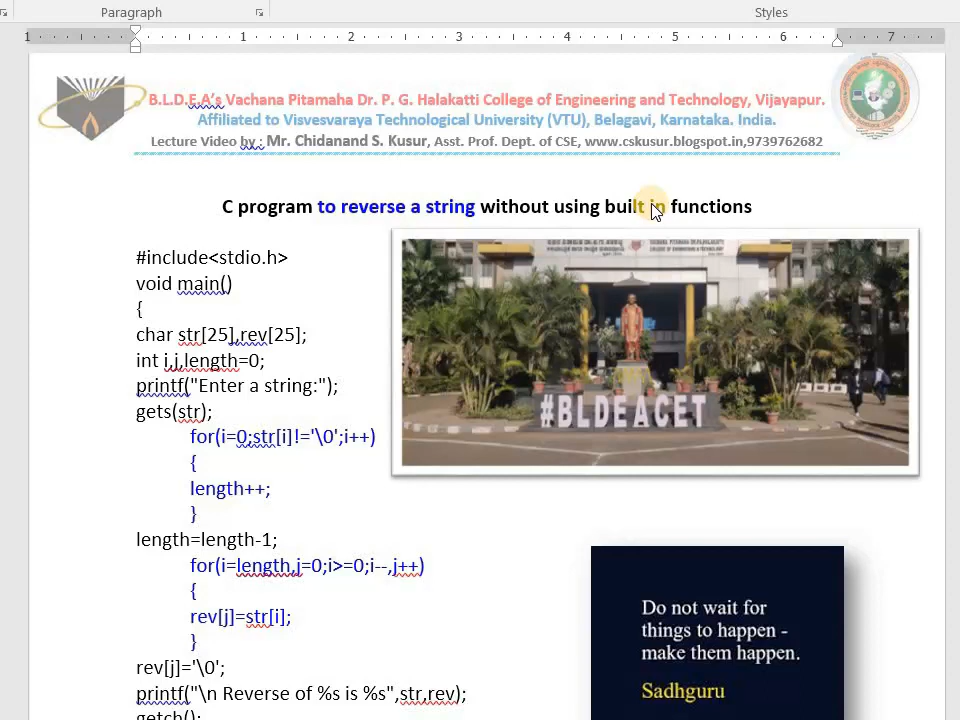 Paragraph
Styles
1 1 2 3 4 5 6 7
B.L.D.E.A's Vachana Pitamaha Dr. P. G. Halakatti College of Engineering and Technology, Vijayapur.
Affiliated to Visvesvaraya Technological University (VTU), Belagavi, Karnataka. India.
Lecture Video by : Mr. Chidanand S. Kusur, Asst. Prof. Dept. of CSE, www.cskusur.blogspot.in,9739762682
C program to reverse a string without using built in functions
#include<stdio.h>
void main()
{
char str[25],rev[25];
int i,j,length=0;
printf("Enter a string:");
gets(str);
for(i=0;str[i]!='\0';i++)
{
length++;
}
length=length-1;
for(i=length,j=0;i>=0;i--,j++)
{
rev[j]=str[i];
}
rev[j]='\0';
printf("\n Reverse of %s is %s",str,rev);
getch();
#BLDEACET
Do not wait for
things to happen -
make them happen.
Sadhguru